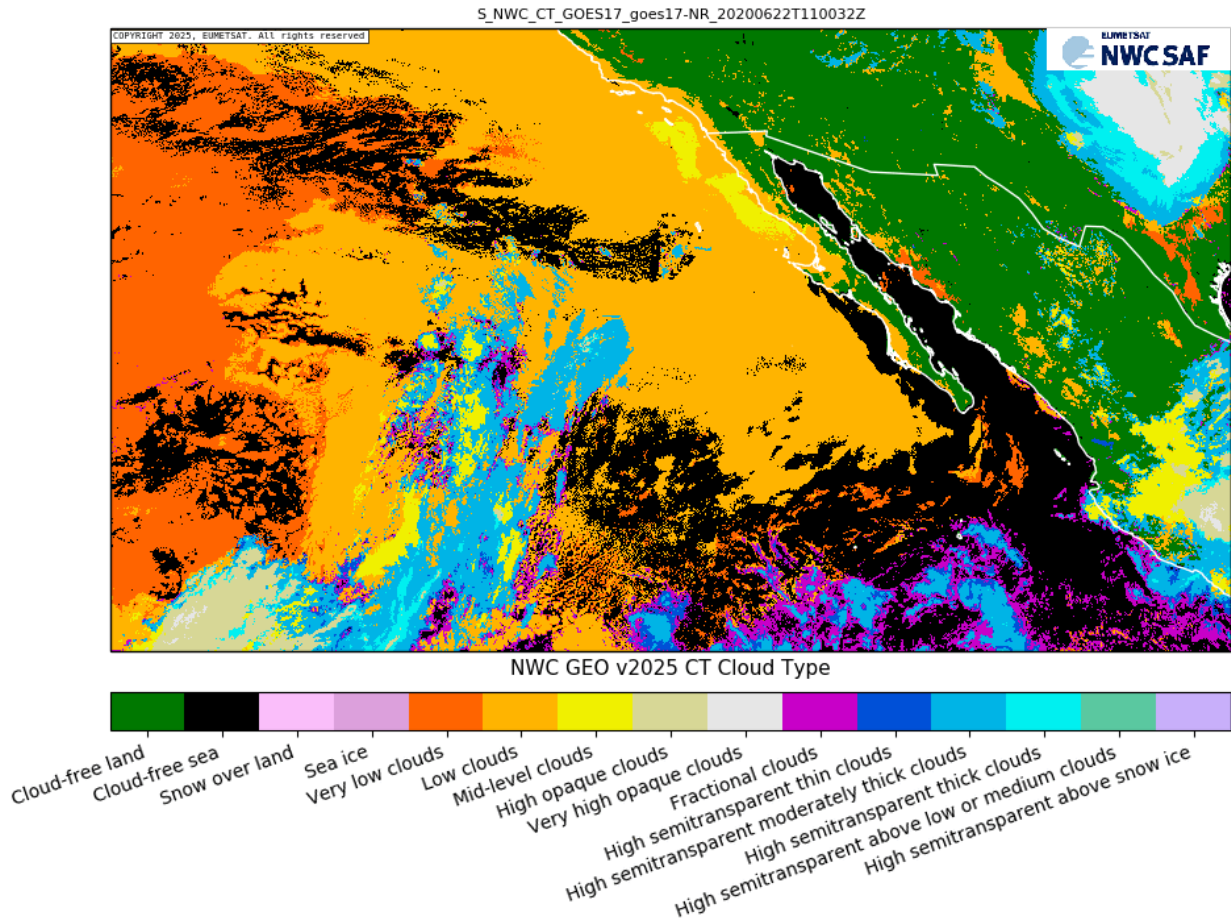 S_NWC_CT_GOES17_goes17-NR_20200622T110032Z
COPYRIGHT 2025, EUMETSAT. All rights reserved
EUMETSAT
NWC SAF
NWC GEO v2025 CT Cloud Type
Cloud-free land
Cloud-free sea
Snow over land
Sea ice
Very low clouds
Low clouds
Mid-level clouds
High opaque clouds
Very high opaque clouds
Fractional clouds
High semitransparent thin clouds
High semitransparent moderately thick clouds
High semitransparent thick clouds
High semitransparent above low or medium clouds
High semitransparent above snow ice